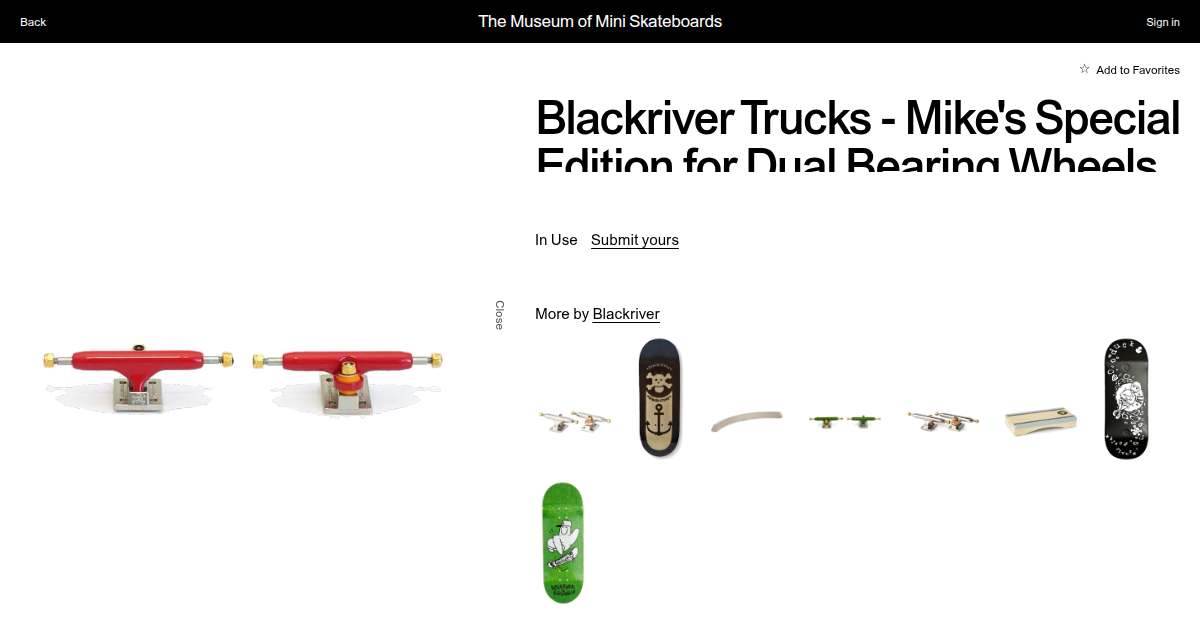 Back
The Museum of Mini Skateboards
Sign in
☆ Add to Favorites
Blackriver Trucks - Mike's Special
Edition for Dual Bearing Wheels
In Use Submit yours
Close
More by Blackriver